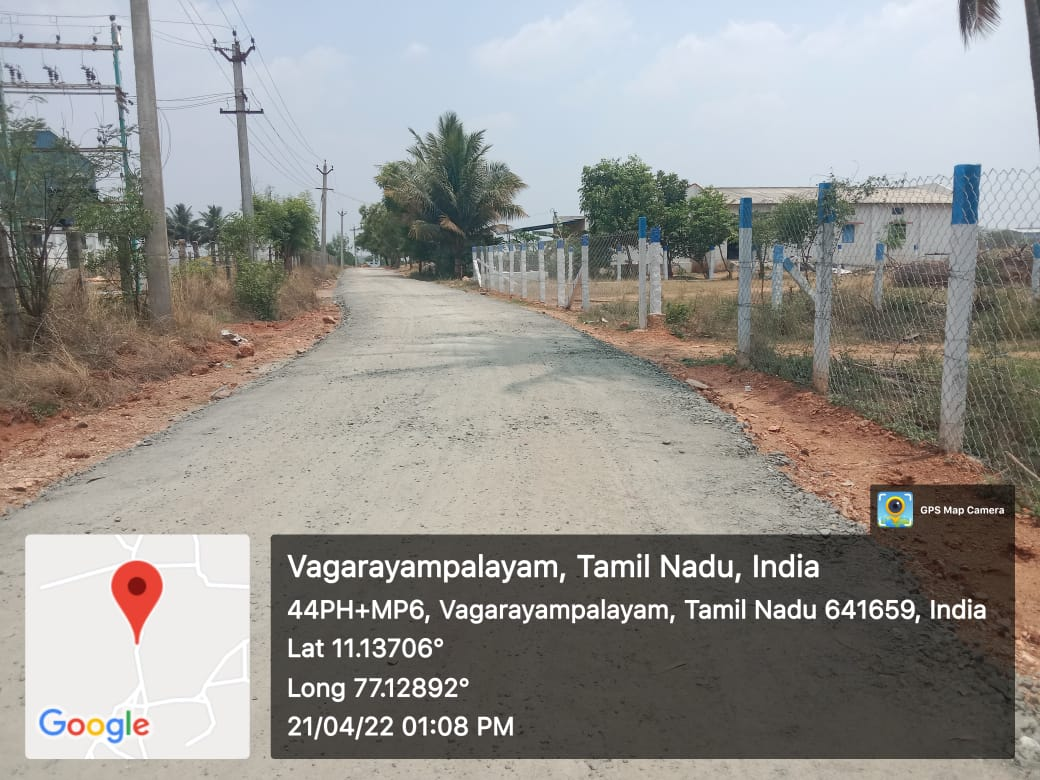 GPS Map Camera
Vagarayampalayam, Tamil Nadu, India
44PH+MP6, Vagarayampalayam, Tamil Nadu 641659, India
Lat 11.13706°
Long 77.12892°
21/04/22 01:08 PM
Google